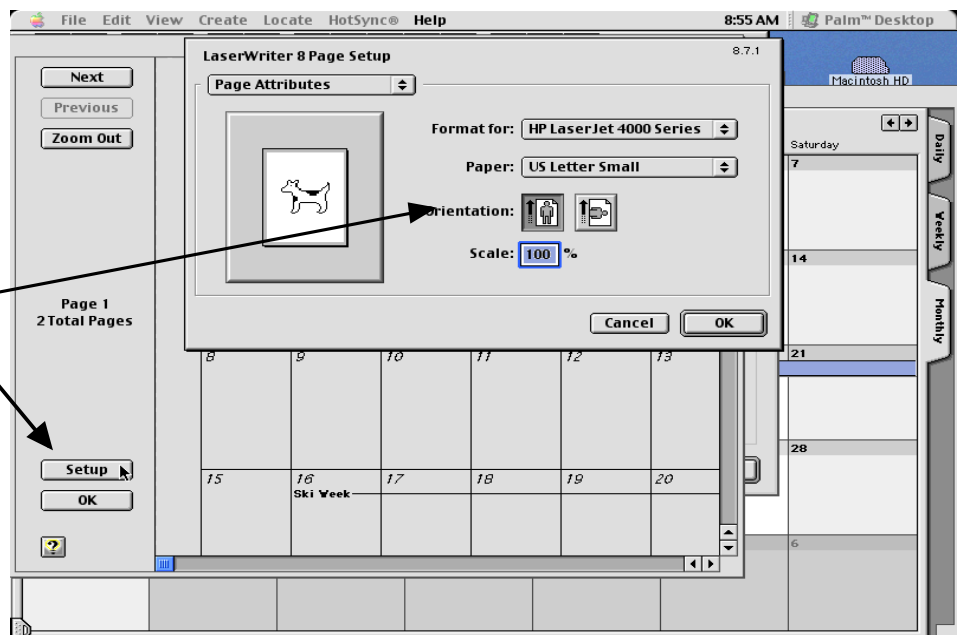 File Edit View Create Locate HotSync® Help 8:55 AM Palm™ Deskto
LaserWriter 8 Page Setup 8.7.1
Page Attributes
Format for: HP LaserJet 4000 Series
Paper: US Letter Small
Orientation:
Scale: 100 %
Cancel OK
Next
Previous
Zoom Out
Page 1
2 Total Pages
Setup
OK
?
8 9 10 11 12 13
15 16 17 18 19 20
Ski Week
Macintosh HD
Saturday
7
14
21
28
6
Daily
Weekly
Monthly